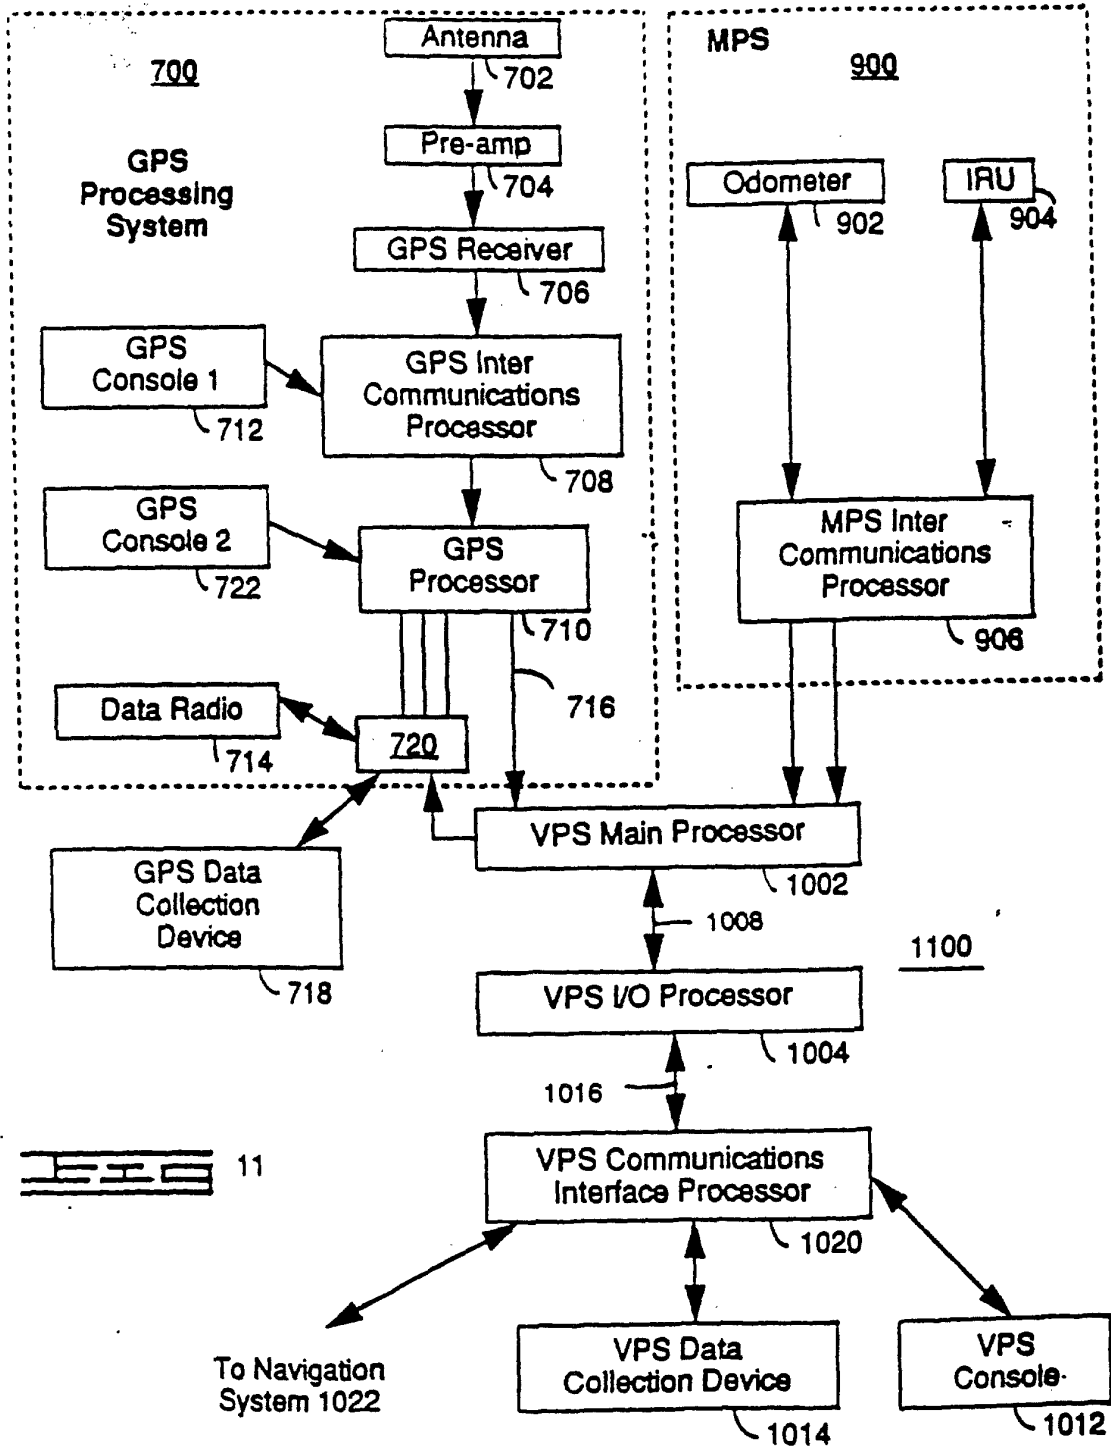 700
GPS
Processing
System
Antenna
702
Pre-amp
704
GPS Receiver
706
GPS
Console 1
712
GPS Inter
Communications
Processor
708
GPS
Console 2
722
GPS
Processor
710
716
Data Radio
714
720
GPS Data
Collection
Device
718
MPS
900
Odometer
902
IRU
904
MPS Inter
Communications
Processor
906
VPS Main Processor
1002
1008
1100
VPS I/O Processor
1004
1016
VPS Communications
Interface Processor
1020
11
To Navigation
System 1022
VPS Data
Collection Device
1014
VPS
Console
1012